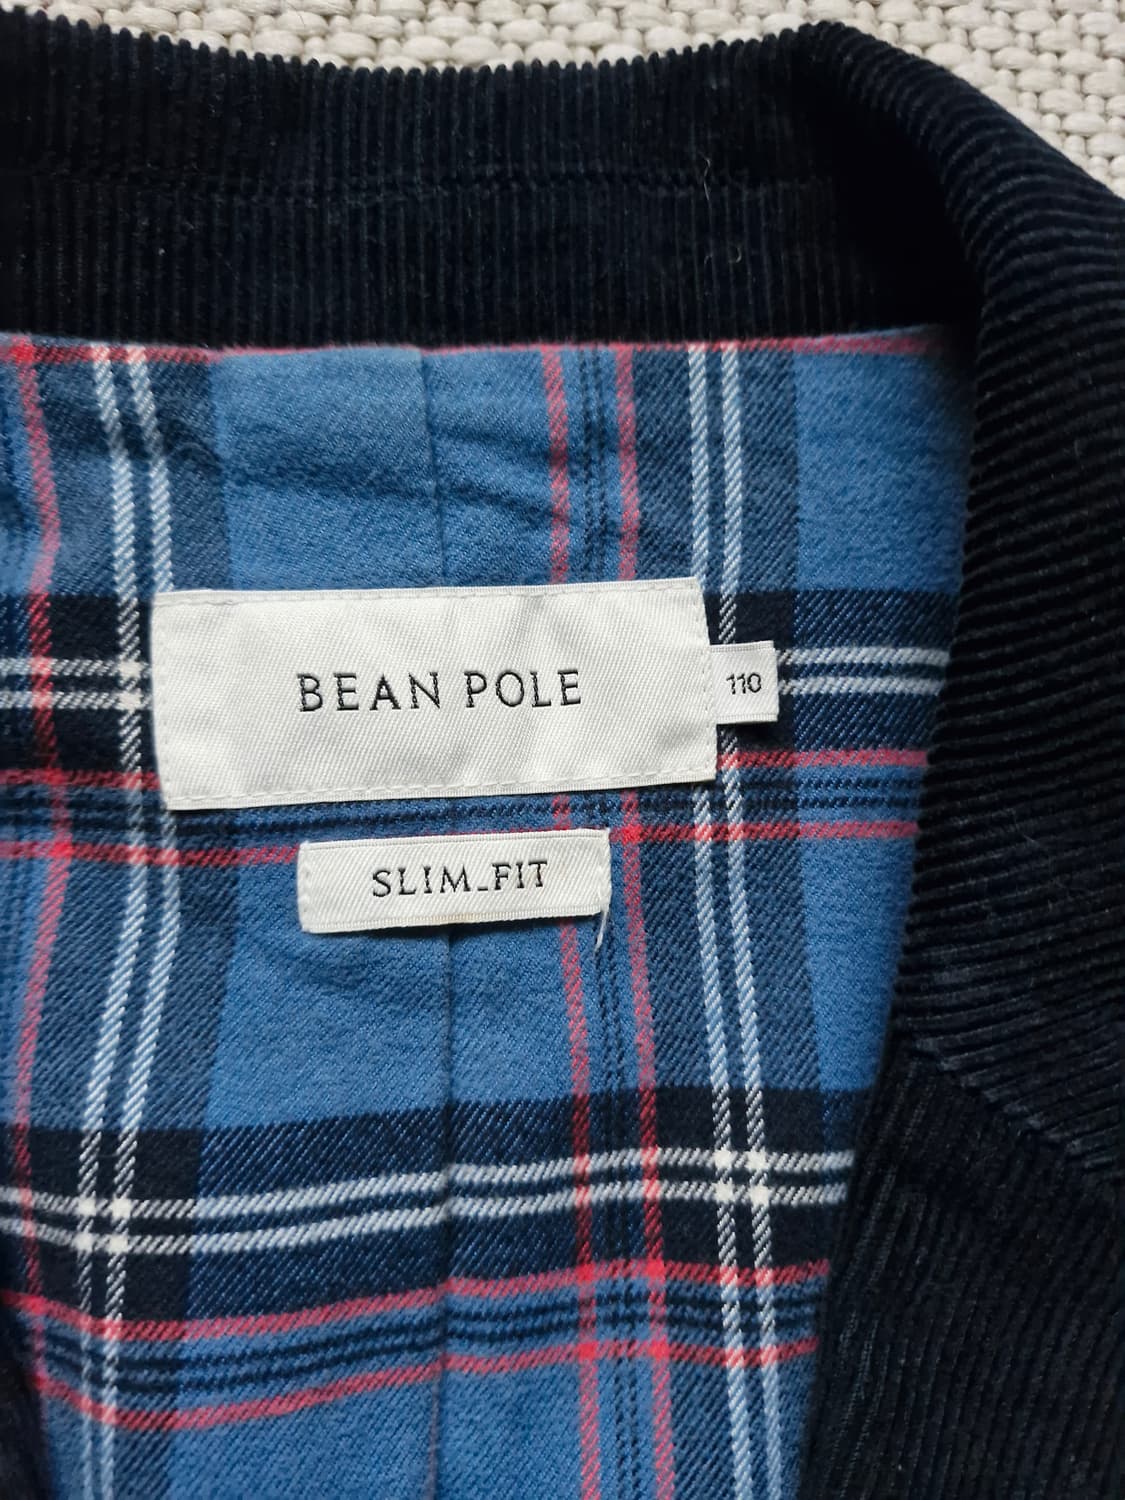 BEAN POLE
110
SLIM_FIT